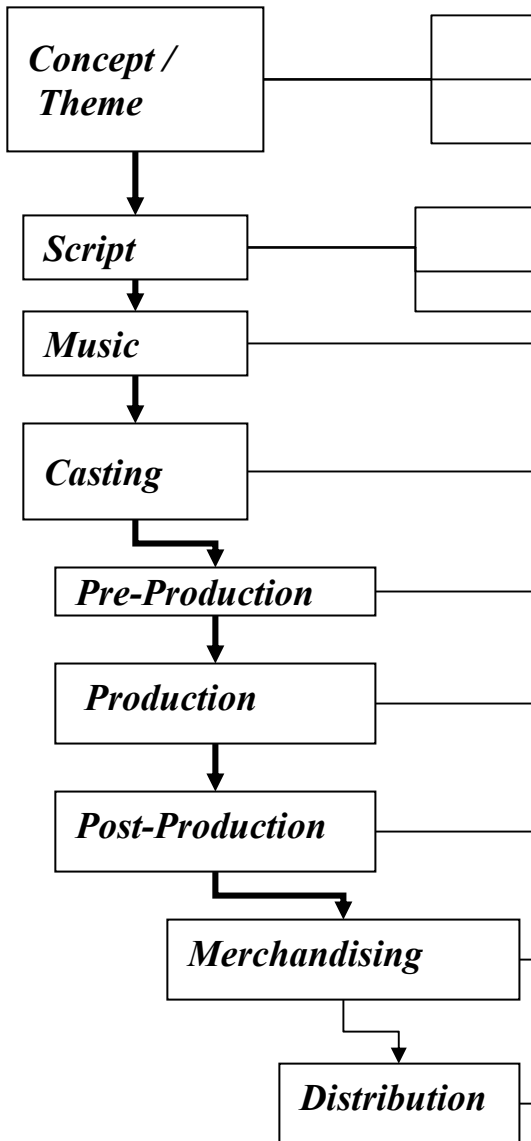 Concept /
Theme
Script
Music
Casting
Pre-Production
Production
Post-Production
Merchandising
Distribution